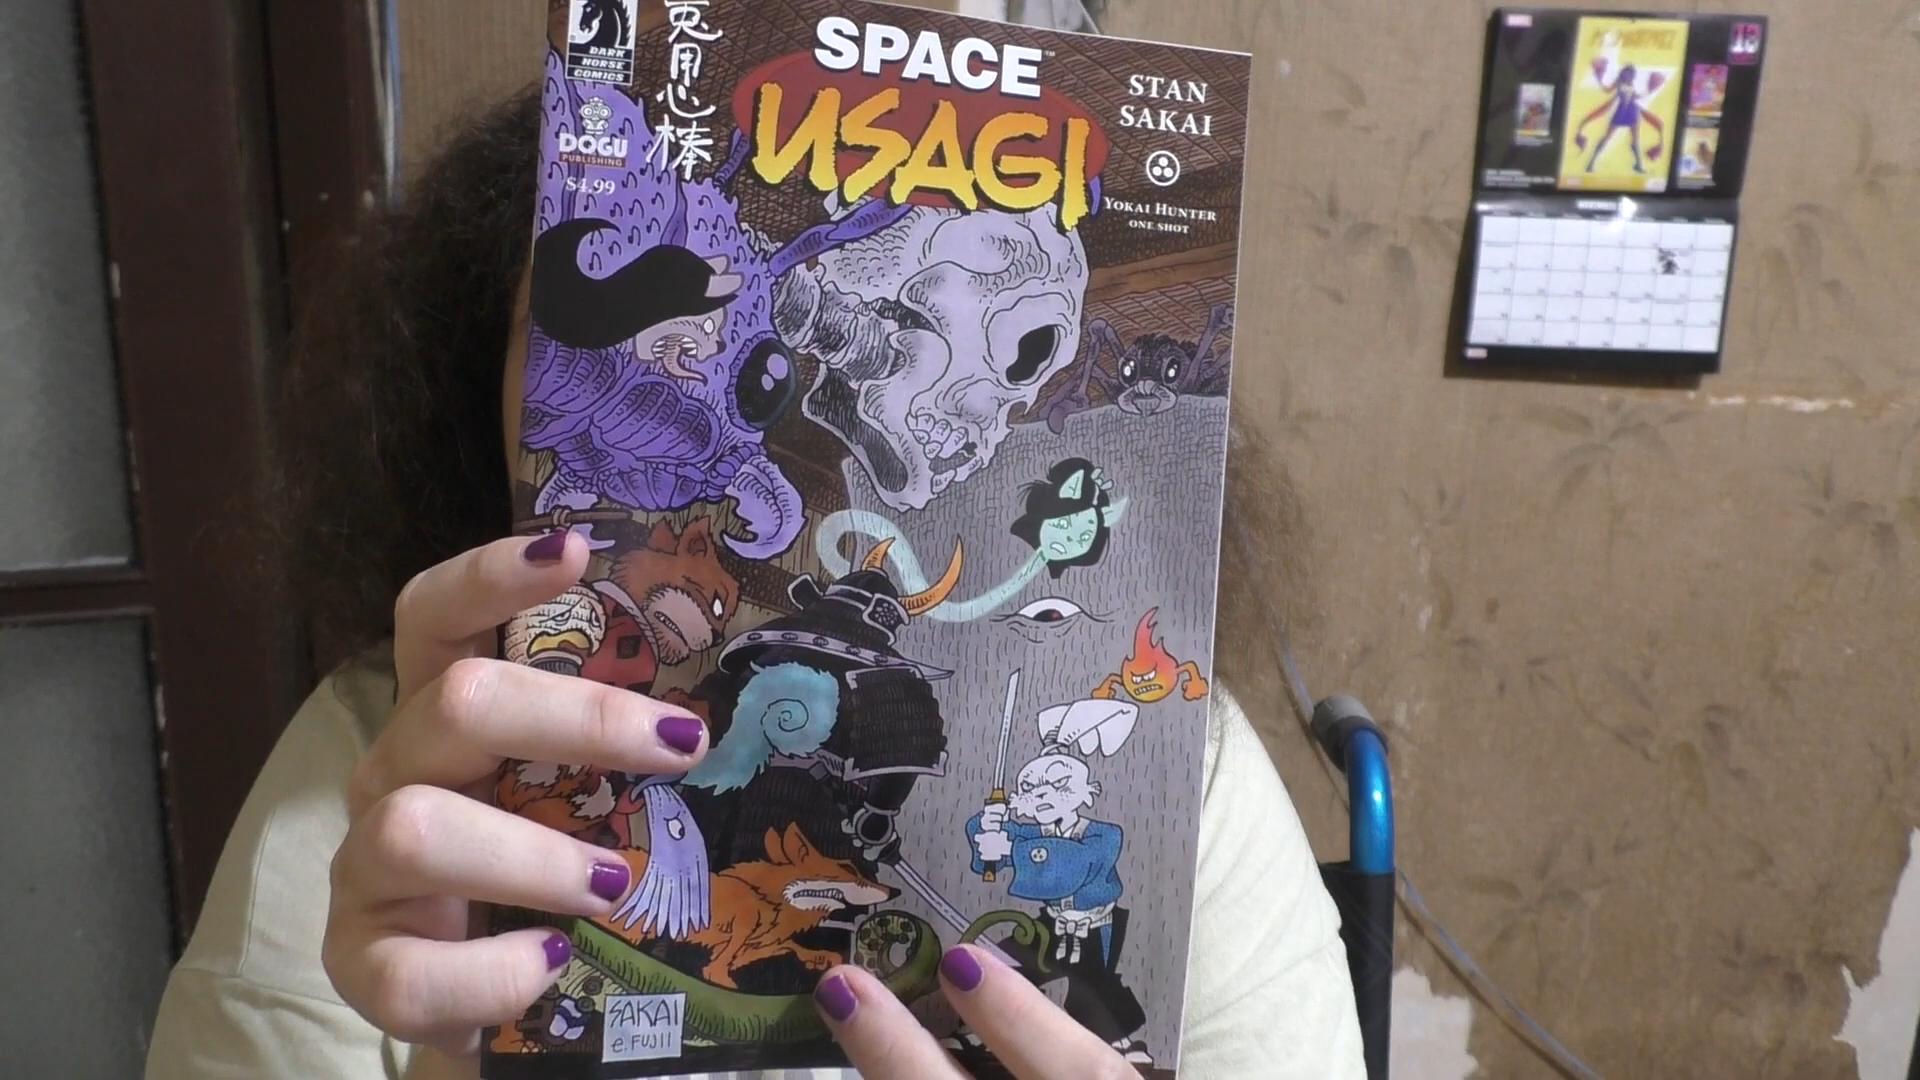 DARK
HORSE
COMICS
兎用心棒
DOGU
PUBLISHING
$4.99
SPACE™
USAGI
STAN
SAKAI
YOKAI HUNTER
ONE SHOT
SAKAI
e. FUJII